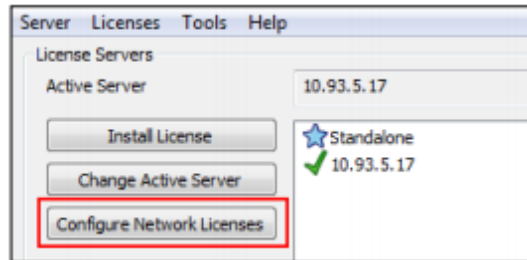 Server Licenses Tools Help
License Servers
Active Server 10.93.5.17
Install License
Standalone
10.93.5.17
Change Active Server
Configure Network Licenses